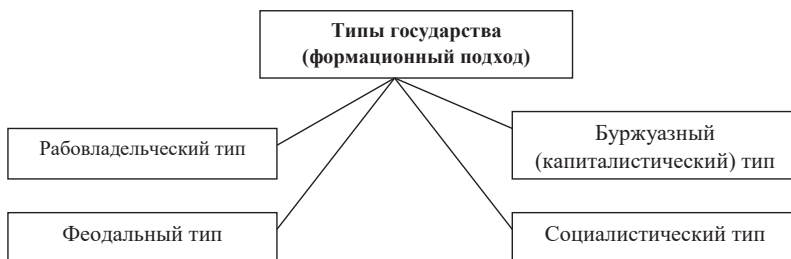 Типы государства
(формационный подход)
Рабовладельческий тип
Буржуазный
(капиталистический) тип
Феодальный тип
Социалистический тип